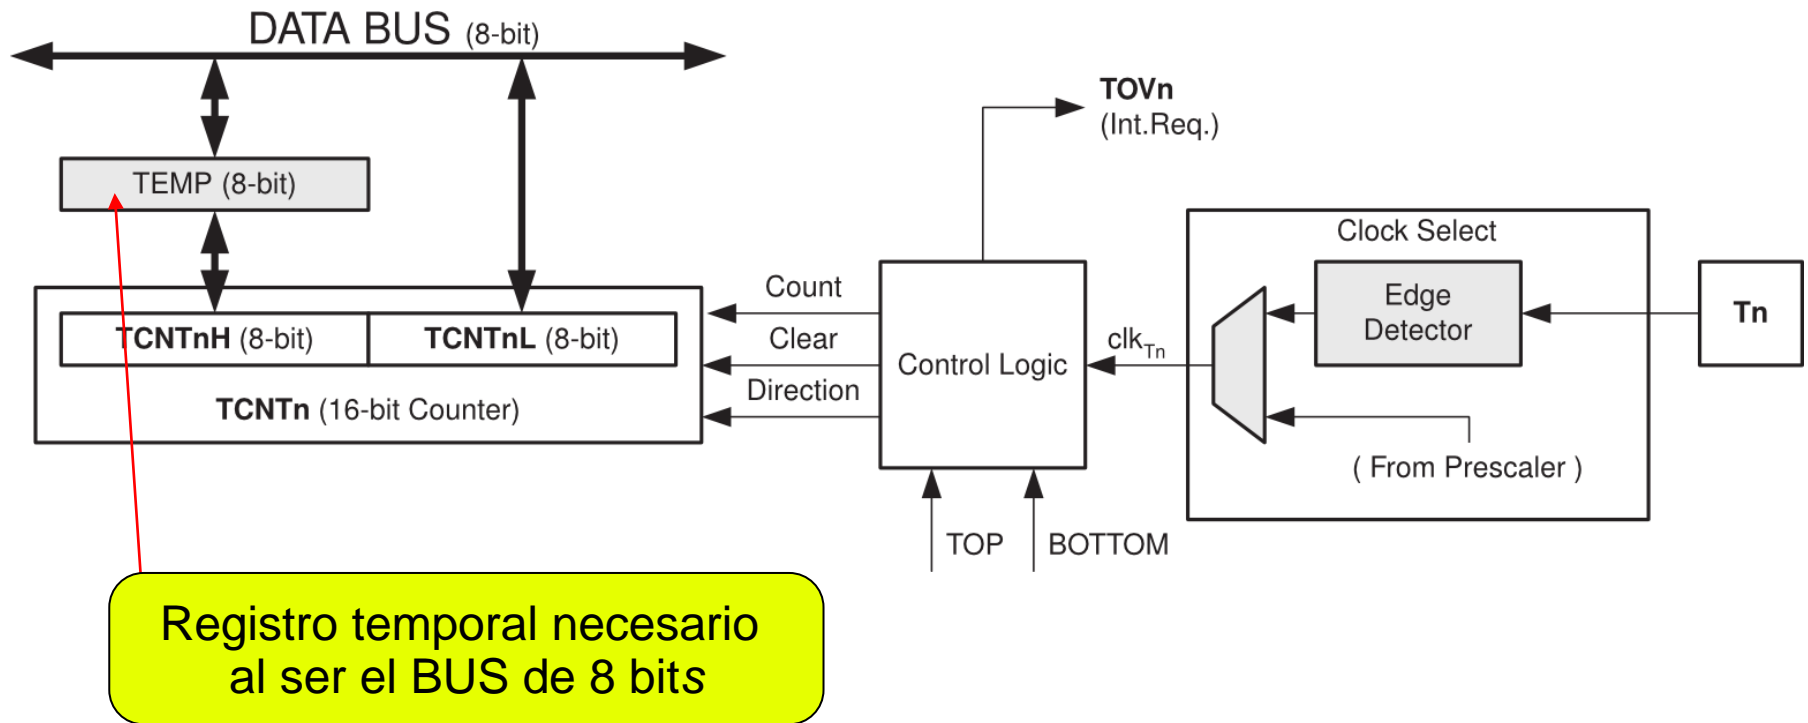 DATA BUS (8-bit)
TOVn
(Int.Req.)
TEMP (8-bit)
Clock Select
Count
Edge
Detector
Tn
TCNTnH (8-bit)
TCNTnL (8-bit)
Clear
clkTn
Control Logic
Direction
TCNTn (16-bit Counter)
( From Prescaler )
TOP
BOTTOM
Registro temporal necesario
al ser el BUS de 8 bits